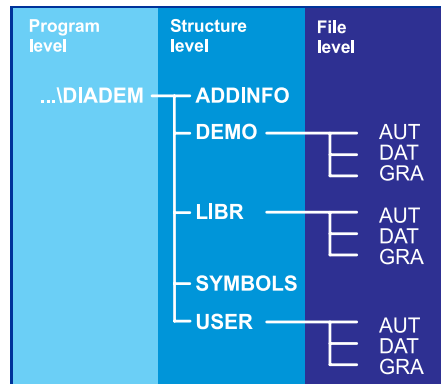 Program level
Structure level
File level
...\DIADEM
ADDINFO
DEMO
AUT
DAT
GRA
LIBR
AUT
DAT
GRA
SYMBOLS
USER
AUT
DAT
GRA